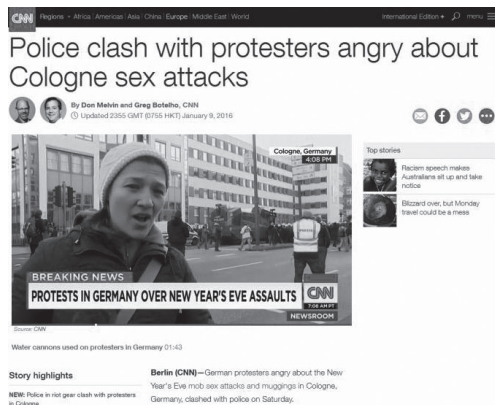 CNN Regions + Africa | Americas | Asia | China | Europe | Middle East | World
International Edition + menu
Police clash with protesters angry about
Cologne sex attacks
By Don Melvin and Greg Botelho, CNN
Updated 2355 GMT (0755 HKT) January 9, 2016
Cologne, Germany
4:08 PM
BREAKING NEWS
PROTESTS IN GERMANY OVER NEW YEAR'S EVE ASSAULTS
CNN
7:08 AM PT
NEWSROOM
Source: CNN
Water cannons used on protesters in Germany 01:43
Top stories
Racism speech makes
Australians sit up and take
notice
Blizzard over, but Monday
travel could be a mess
Story highlights
NEW: Police in riot gear clash with protesters
in Cologne
Berlin (CNN)—German protesters angry about the New
Year's Eve mob sex attacks and muggings in Cologne,
Germany, clashed with police on Saturday.